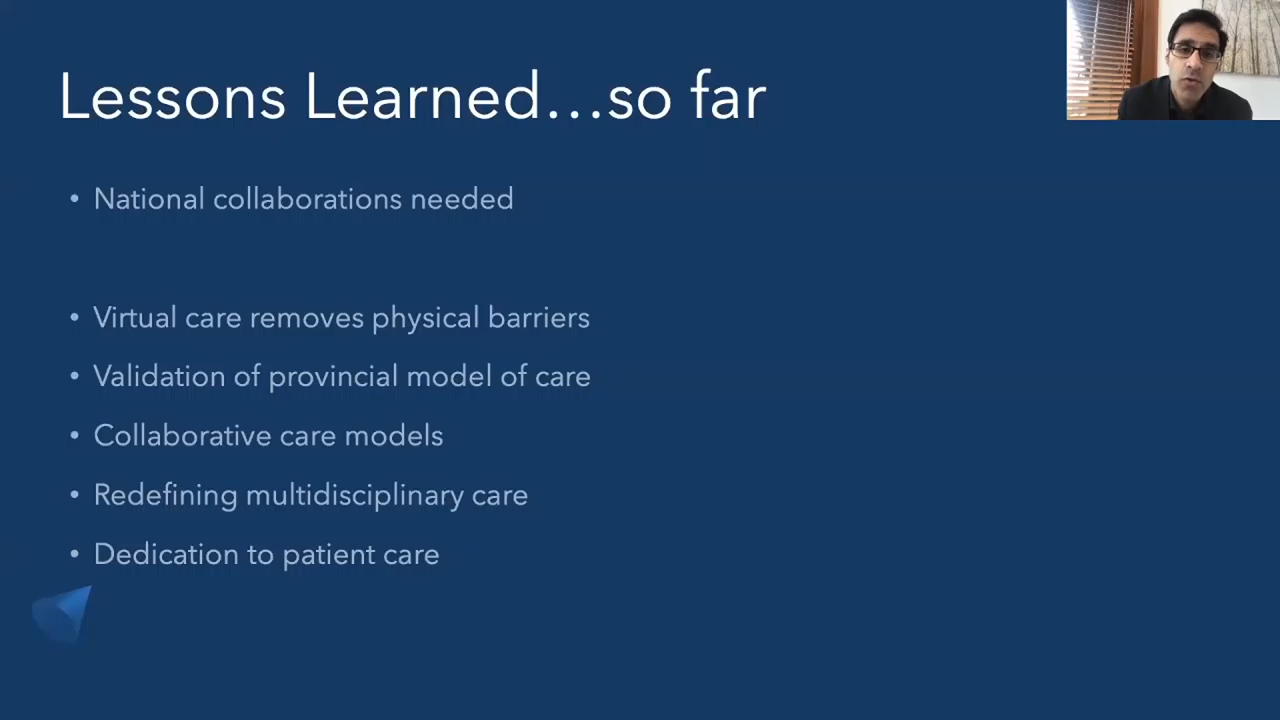 Lessons Learned...so far
• National collaborations needed
• Virtual care removes physical barriers
• Validation of provincial model of care
• Collaborative care models
• Redefining multidisciplinary care
• Dedication to patient care